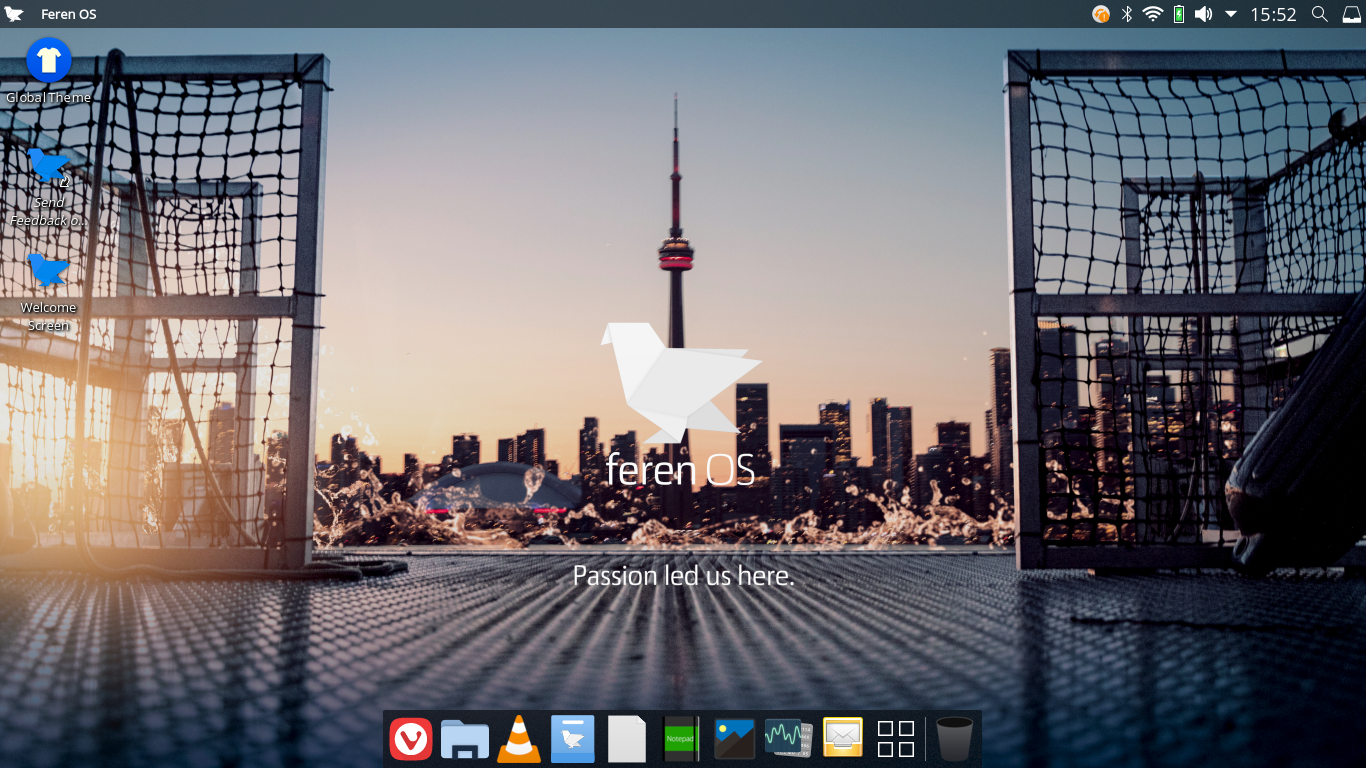 Feren OS
15:52
Global Theme
Send
Feedback o...
Welcome
Screen
feren OS
Passion led us here.
Notepad